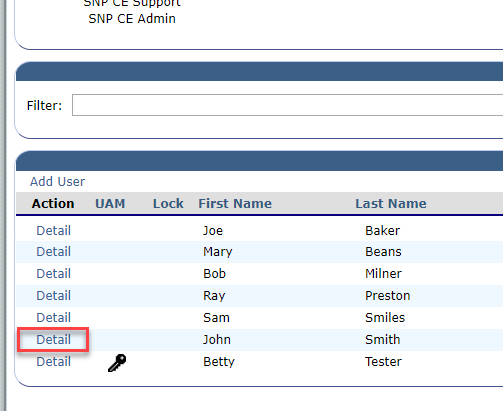 SNP CE Support
SNP CE Admin
Filter:
Add User
Action UAM Lock First Name Last Name
Detail Joe Baker
Detail Mary Beans
Detail Bob Milner
Detail Ray Preston
Detail Sam Smiles
Detail John Smith
Detail Betty Tester